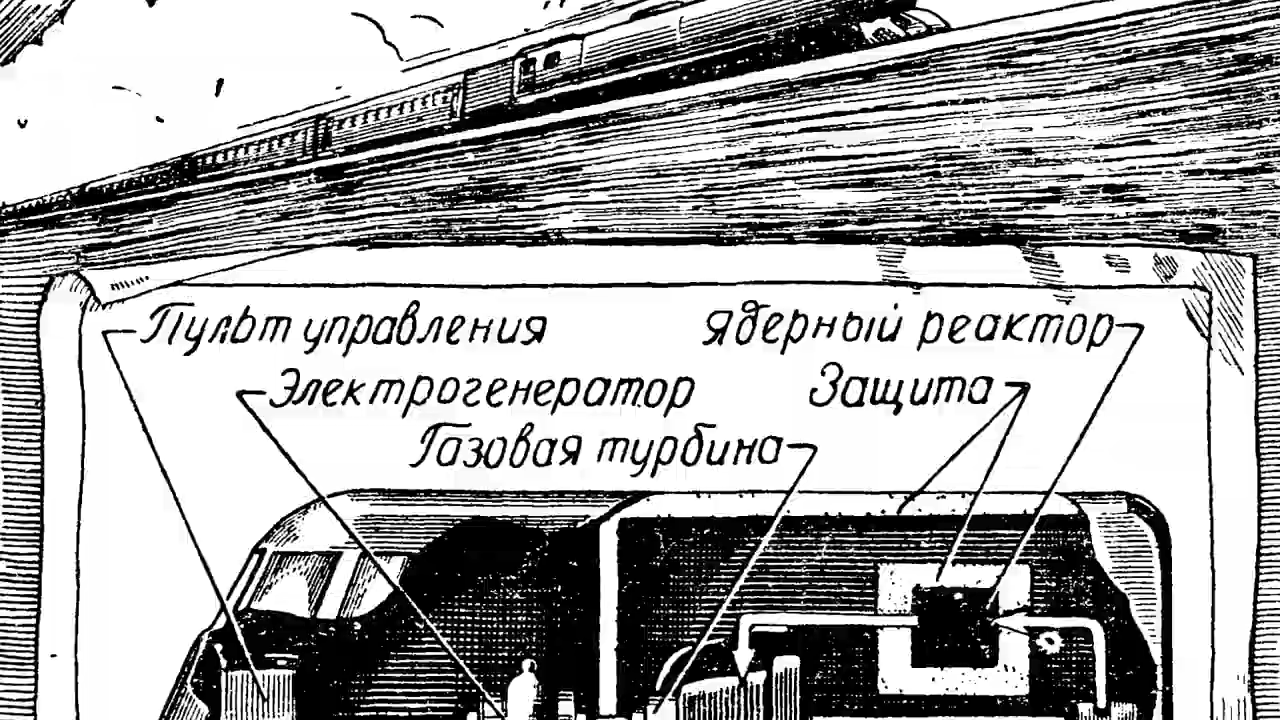 Пульт управления
Ядерный реактор
Электрогенератор
Защита
Газовая турбина